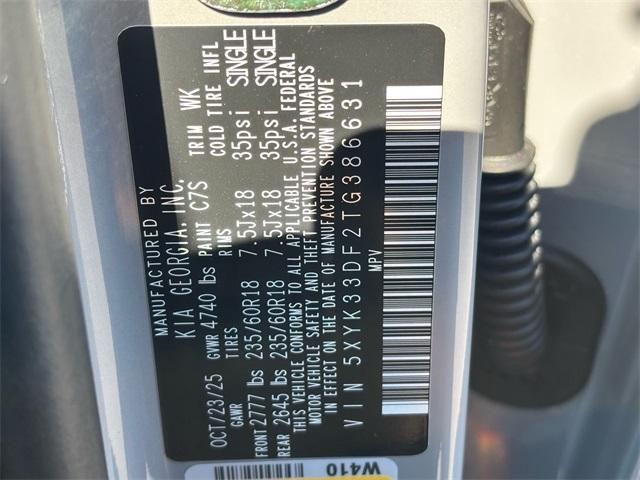 MANUFACTURED BY
KIA GEORGIA, INC.
OCT/23/25 GVWR 4740 lbs PAINT C7S TRIM WK
GAWR TIRES RIMS COLD TIRE INFL
FRONT 2777 lbs 235/60R18 7.5Jx18 35psi SINGLE
REAR 2645 lbs 235/60R18 7.5Jx18 35psi SINGLE
THIS VEHICLE CONFORMS TO ALL APPLICABLE U.S.A. FEDERAL
MOTOR VEHICLE SAFETY AND THEFT PREVENTION STANDARDS
IN EFFECT ON THE DATE OF MANUFACTURE SHOWN ABOVE
VIN 5XYK33DF2TG386631
MPV
W410